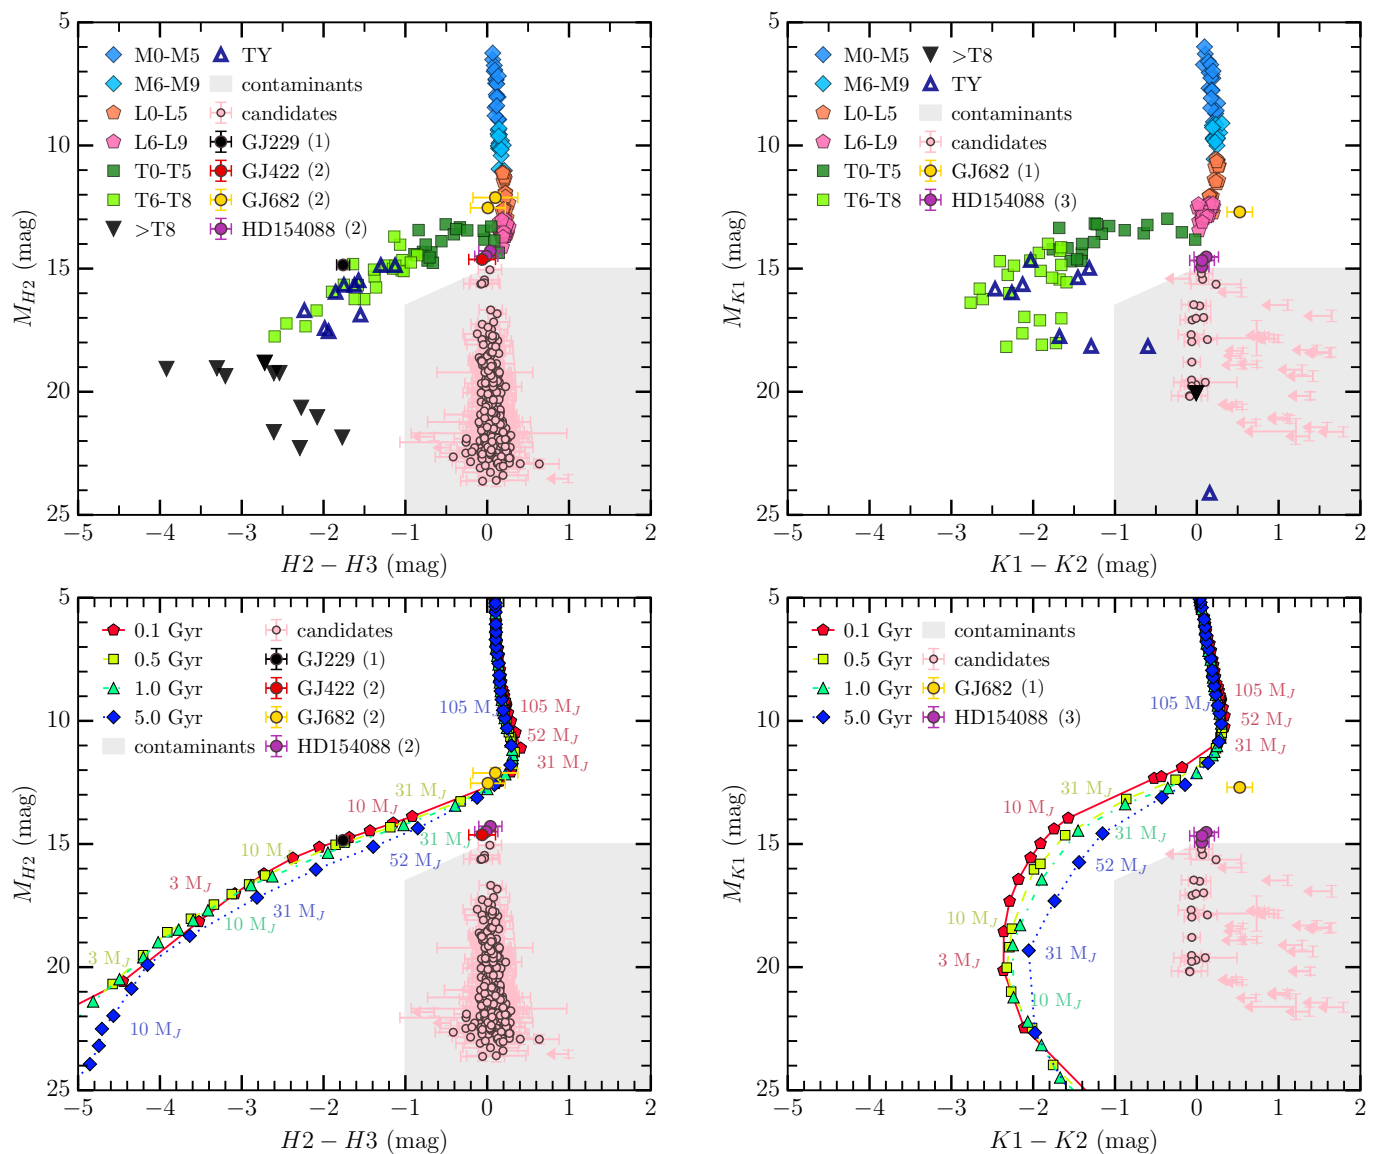 5
10
15
20
25
−5
−4
−3
−2
−1
0
1
2
M_H2 (mag)
H2 − H3 (mag)
M0−M5
M6−M9
L0−L5
L6−L9
T0−T5
T6−T8
>T8
TY
contaminants
candidates
GJ229 (1)
GJ422 (2)
GJ682 (2)
HD154088 (2)
5
10
15
20
25
−5
−4
−3
−2
−1
0
1
2
M_K1 (mag)
K1 − K2 (mag)
M0−M5
M6−M9
L0−L5
L6−L9
T0−T5
T6−T8
>T8
TY
contaminants
candidates
GJ682 (1)
HD154088 (3)
5
10
15
20
25
−5
−4
−3
−2
−1
0
1
2
M_H2 (mag)
H2 − H3 (mag)
0.1 Gyr
0.5 Gyr
1.0 Gyr
5.0 Gyr
contaminants
candidates
GJ229 (1)
GJ422 (2)
GJ682 (2)
HD154088 (2)
105 M
105 M_J
52 M_J
31 M_J
31 M_J
10 M_J
31 M_J
10 M_J
52 M_J
3 M_J
31 M_J
10 M_J
3 M_J
10 M_J
5
10
15
20
25
−5
−4
−3
−2
−1
0
1
2
M_K1 (mag)
K1 − K2 (mag)
0.1 Gyr
0.5 Gyr
1.0 Gyr
5.0 Gyr
contaminants
candidates
GJ682 (1)
HD154088 (3)
105 M_J
105 M_J
52 M_J
31 M_J
31 M_J
10 M_J
31 M_J
52 M_J
10 M_J
31 M_J
3 M_J
10 M_J